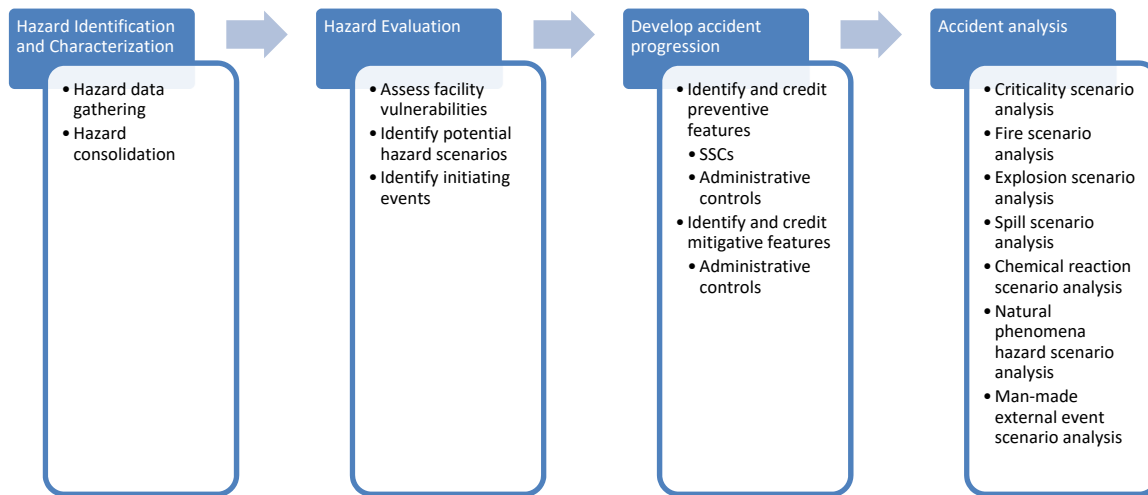 Hazard Identification
and Characterization
• Hazard data
gathering
• Hazard
consolidation
Hazard Evaluation
• Assess facility
vulnerabilities
• Identify potential
hazard scenarios
• Identify initiating
events
Develop accident
progression
• Identify and credit
preventive
features
• SSCs
• Administrative
controls
• Identify and credit
mitigative features
• Administrative
controls
Accident analysis
• Criticality scenario
analysis
• Fire scenario
analysis
• Explosion scenario
analysis
• Spill scenario
analysis
• Chemical reaction
scenario analysis
• Natural
phenomena
hazard scenario
analysis
• Man-made
external event
scenario analysis